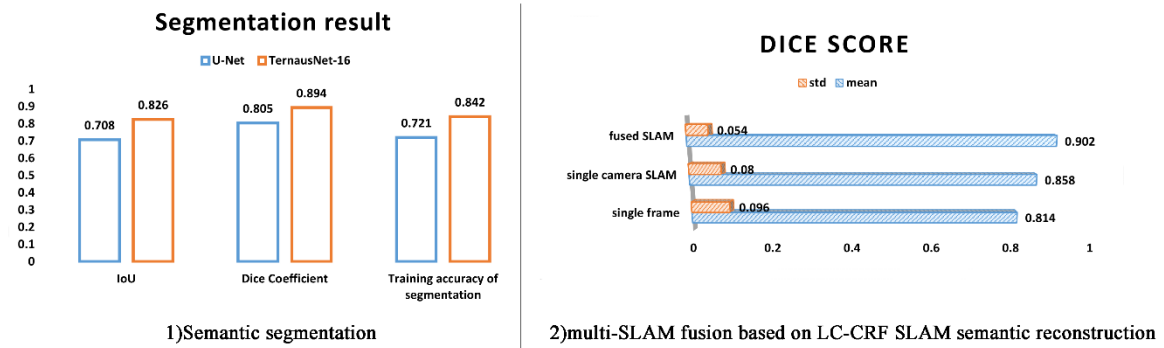 Segmentation result
U-Net TernausNet-16
1
0.9
0.8
0.7
0.6
0.5
0.4
0.3
0.2
0.1
0
0.708
0.826
0.805
0.894
0.721
0.842
IoU
Dice Coefficient
Training accuracy of
segmentation
1)Semantic segmentation
DICE SCORE
std mean
fused SLAM 0.054 0.902
single camera SLAM 0.08 0.858
single frame 0.096 0.814
0 0.2 0.4 0.6 0.8 1
2)multi-SLAM fusion based on LC-CRF SLAM semantic reconstruction